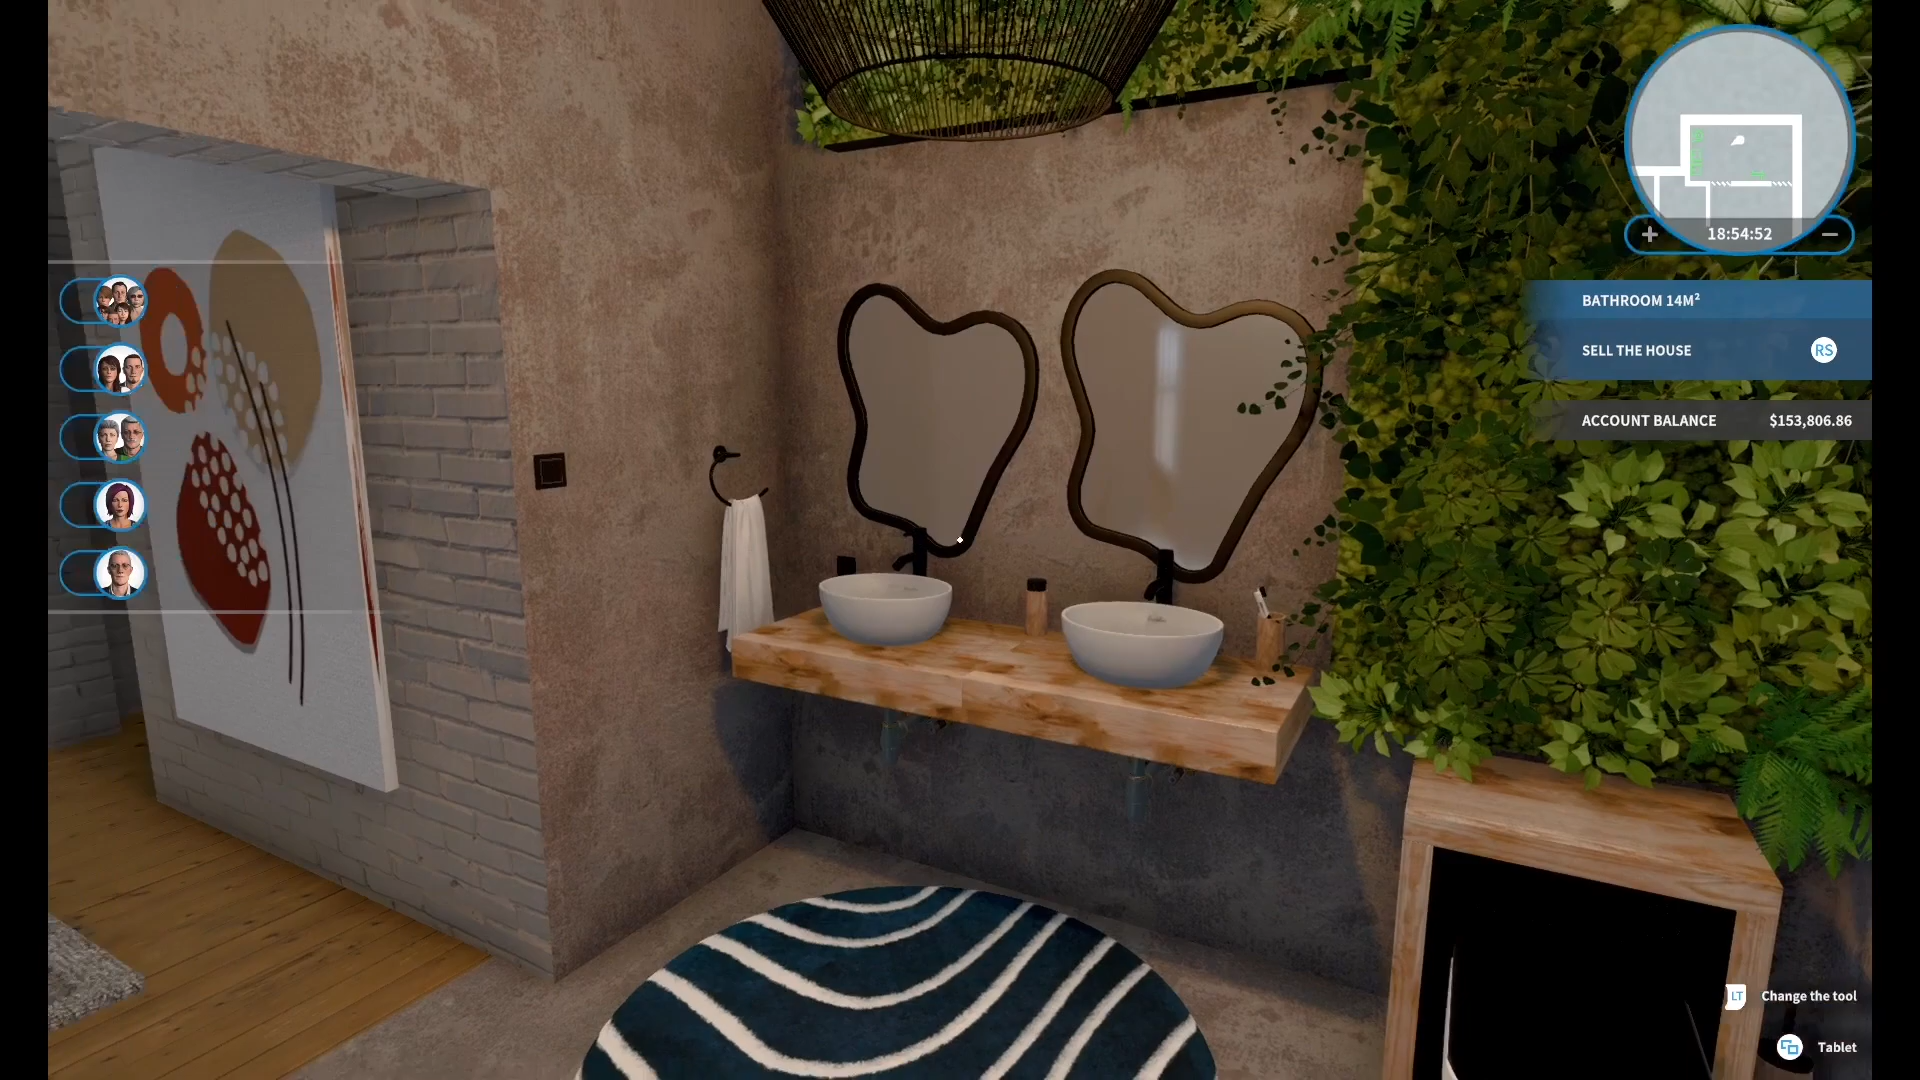 18:54:52
BATHROOM 14M²
SELL THE HOUSE RS
ACCOUNT BALANCE $153,806.86
LT Change the tool
Tablet